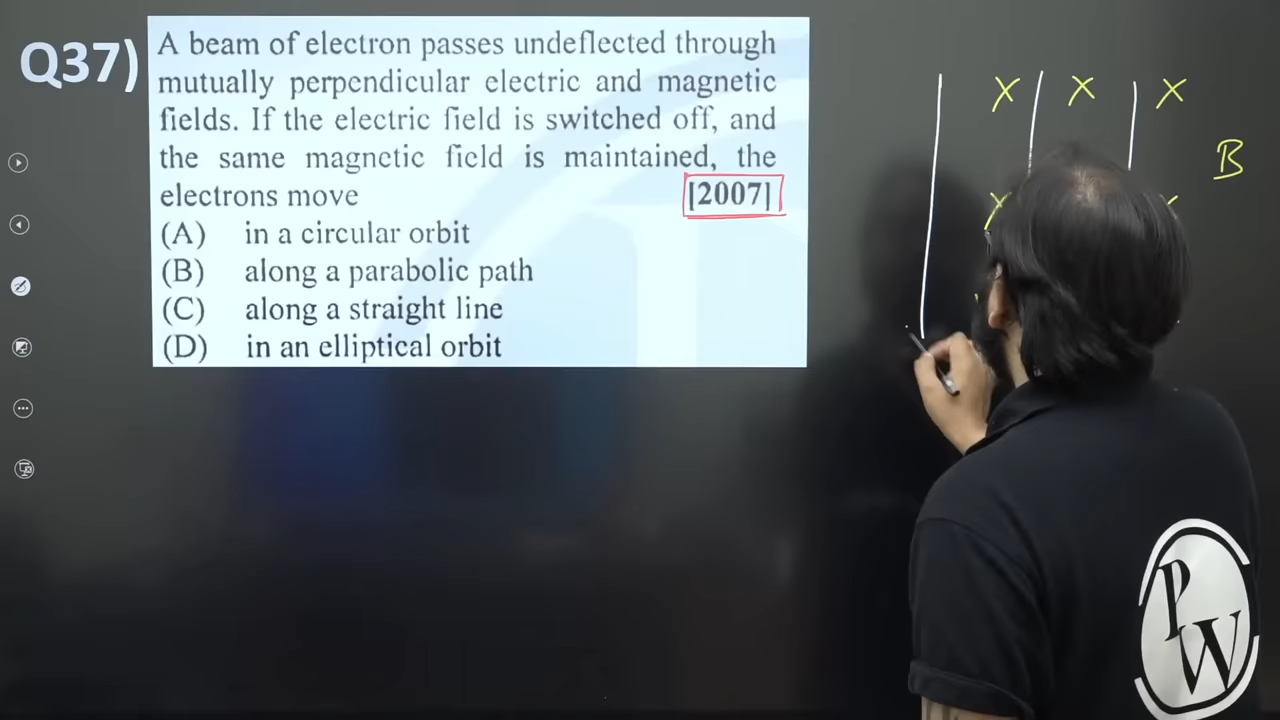 Q37)
A beam of electron passes undeflected through
mutually perpendicular electric and magnetic
fields. If the electric field is switched off, and
the same magnetic field is maintained, the
electrons move [2007]
(A) in a circular orbit
(B) along a parabolic path
(C) along a straight line
(D) in an elliptical orbit
X X X
B
X
PW